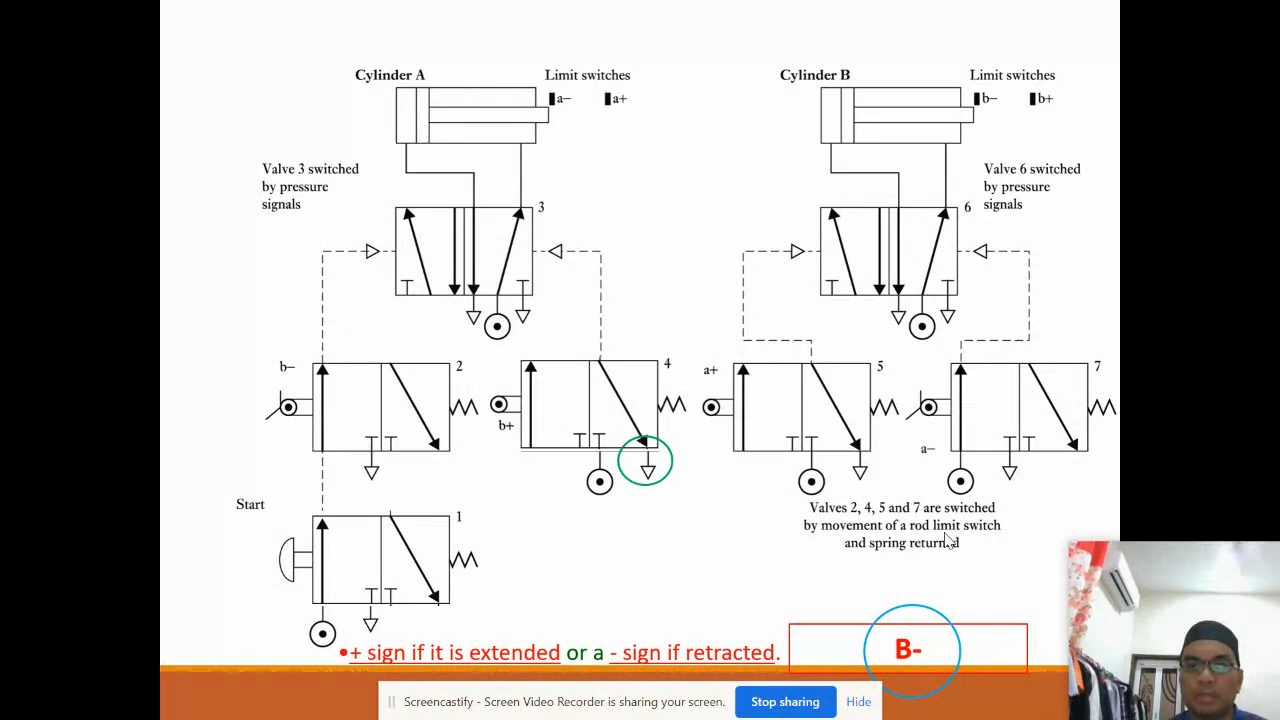 Cylinder A
Limit switches
a–
a+
Valve 3 switched
by pressure
signals
3
b–
2
4
b+
Start
1
Cylinder B
Limit switches
b–
b+
Valve 6 switched
by pressure
signals
6
a+
5
7
a–
Valves 2, 4, 5 and 7 are switched
by movement of a rod limit switch
and spring returned
•+ sign if it is extended or a - sign if retracted.
B-
Screencastify - Screen Video Recorder is sharing your screen.
Stop sharing
Hide